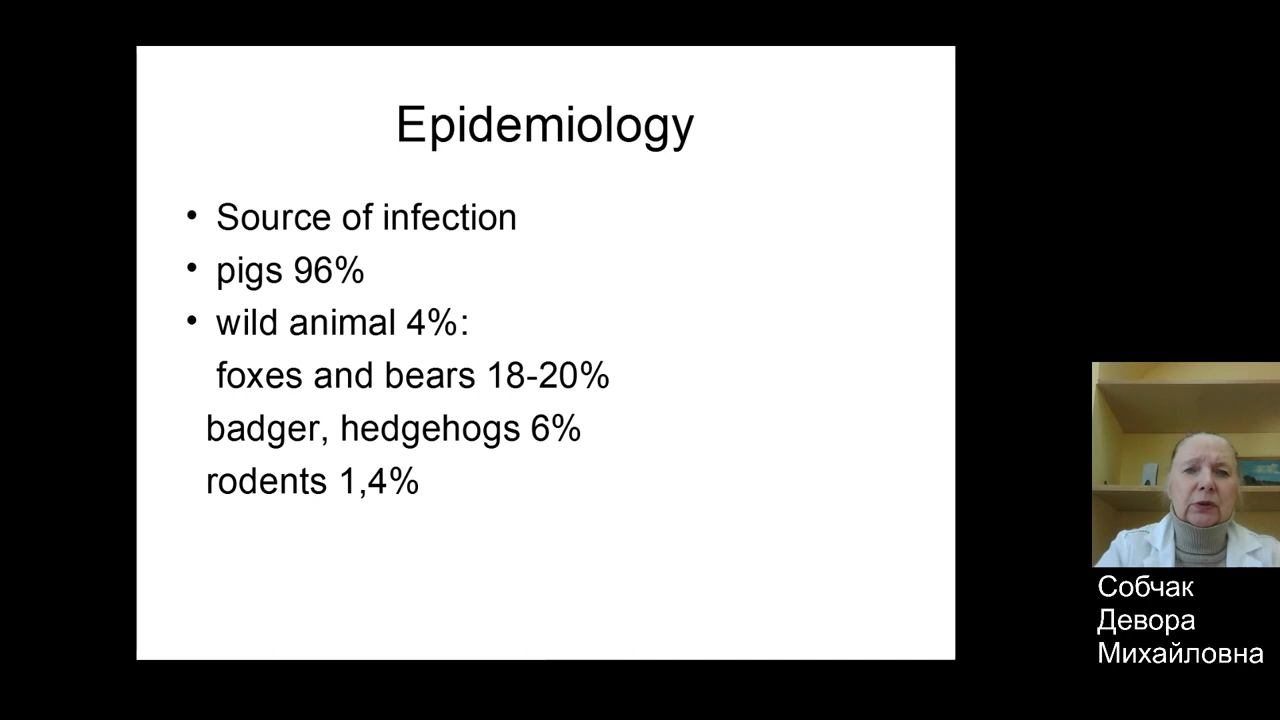 Epidemiology
• Source of infection
• pigs 96%
• wild animal 4%:
foxes and bears 18-20%
badger, hedgehogs 6%
rodents 1,4%
Собчак
Девора
Михайловна